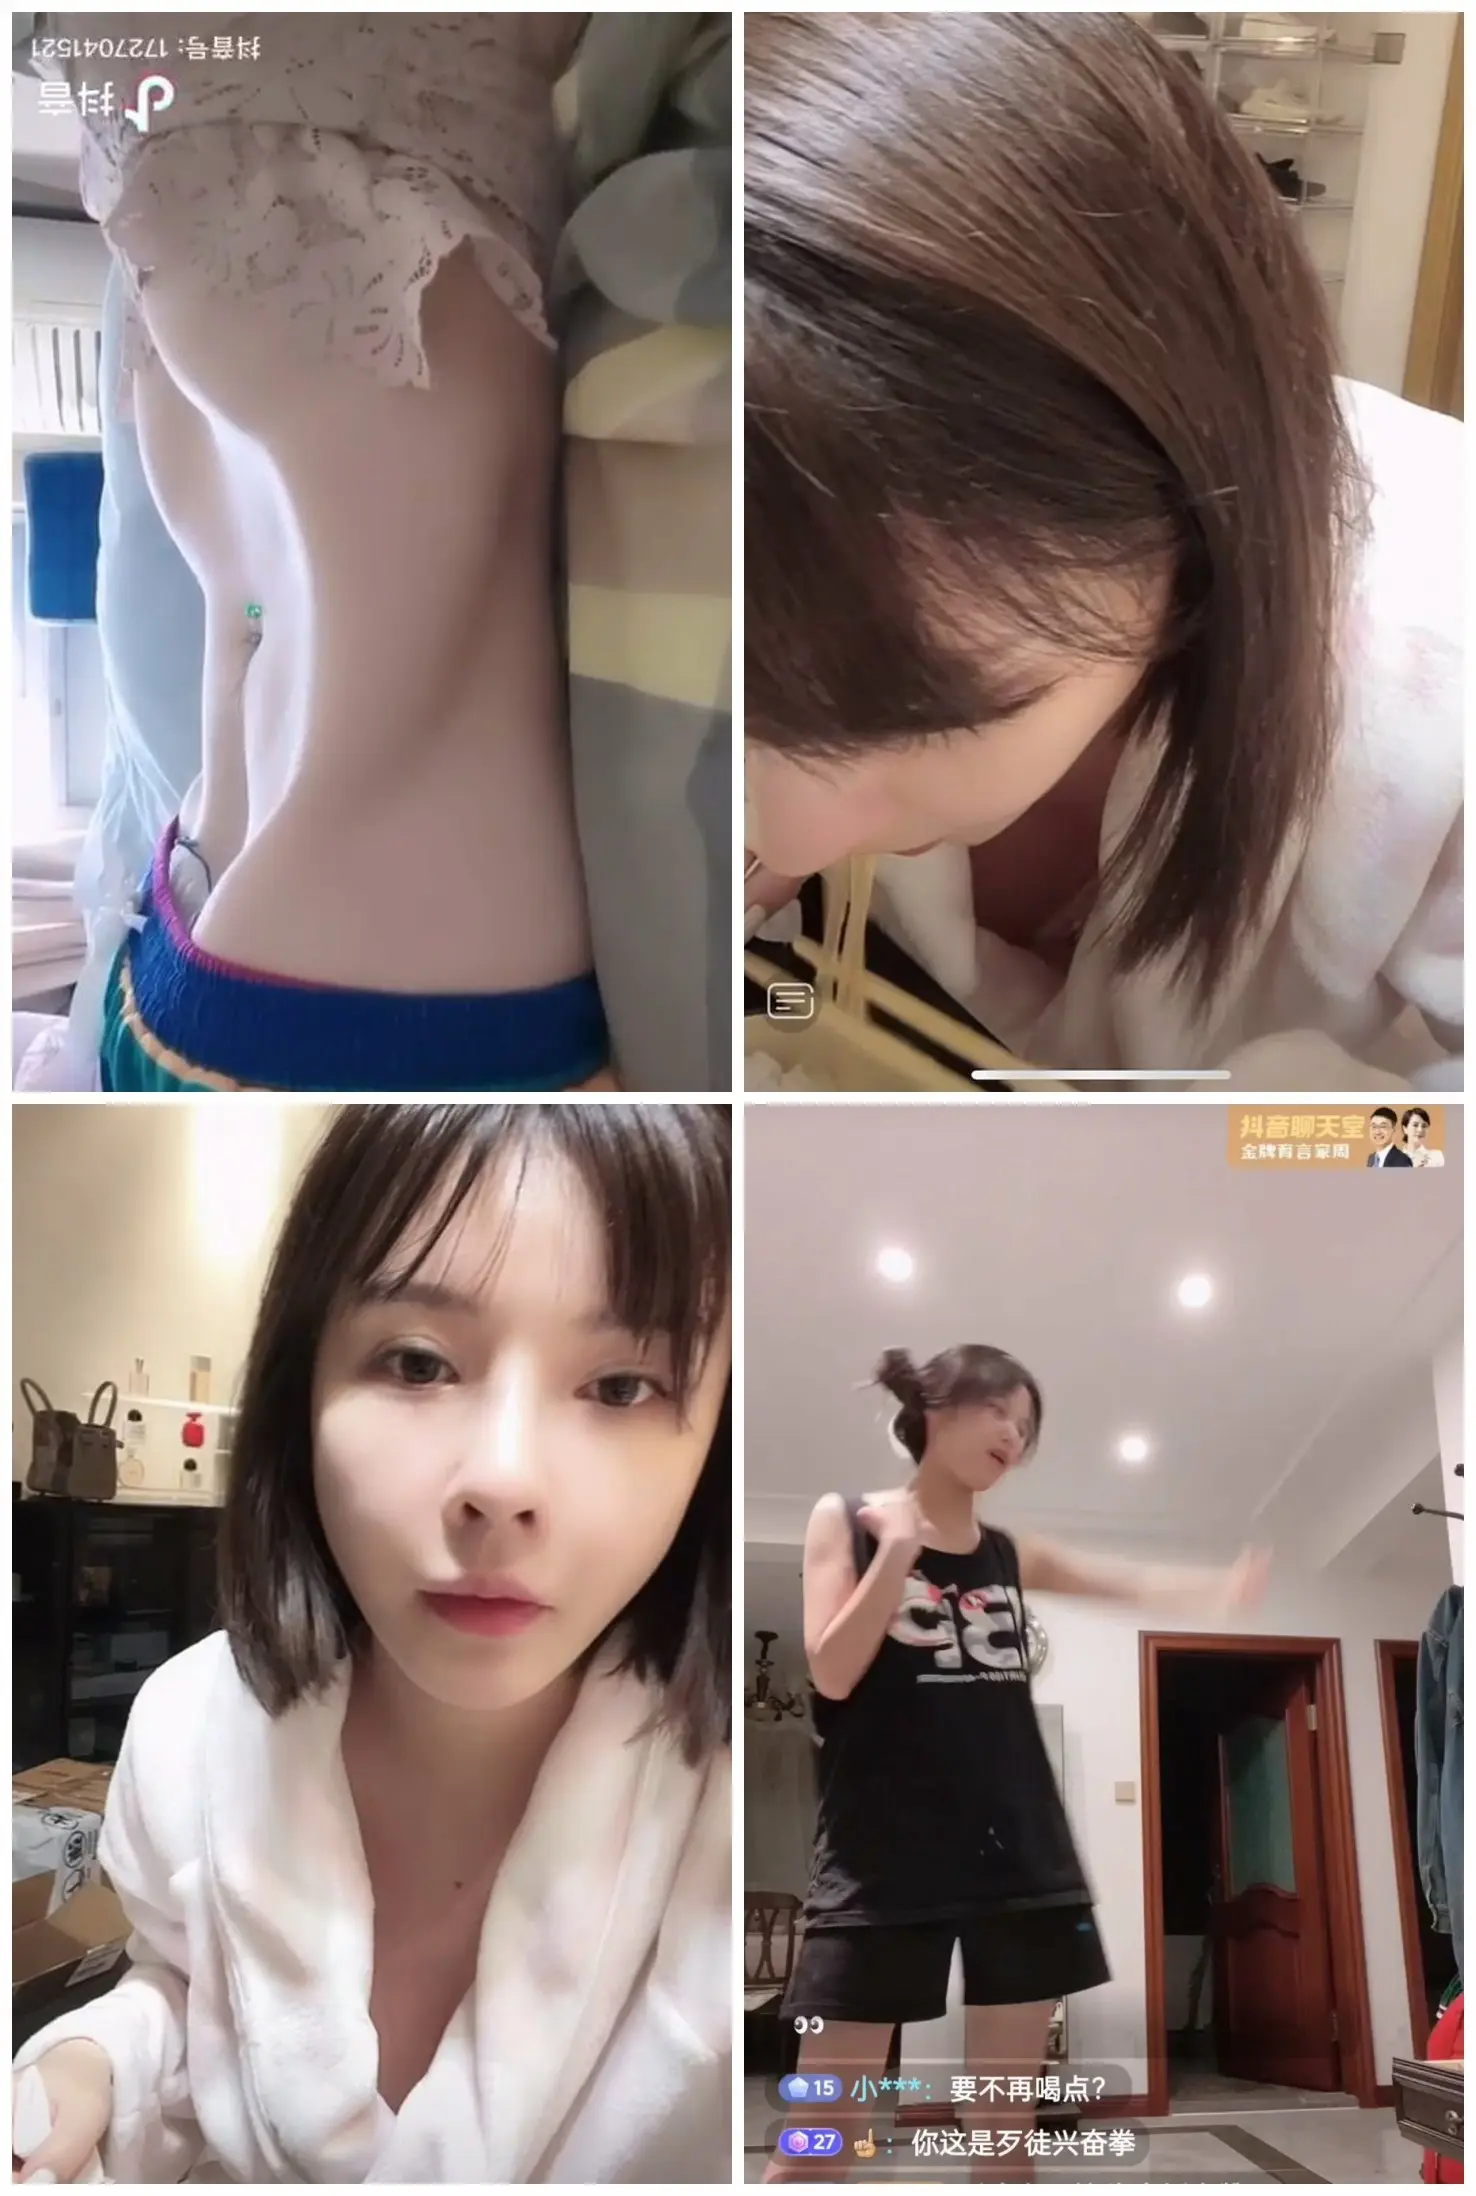 抖音
抖音号: 1727041521
抖音聊天室
金牌育言家周
15 小***: 要不再喝点?
27 ☝: 你这是歹徒兴奋拳